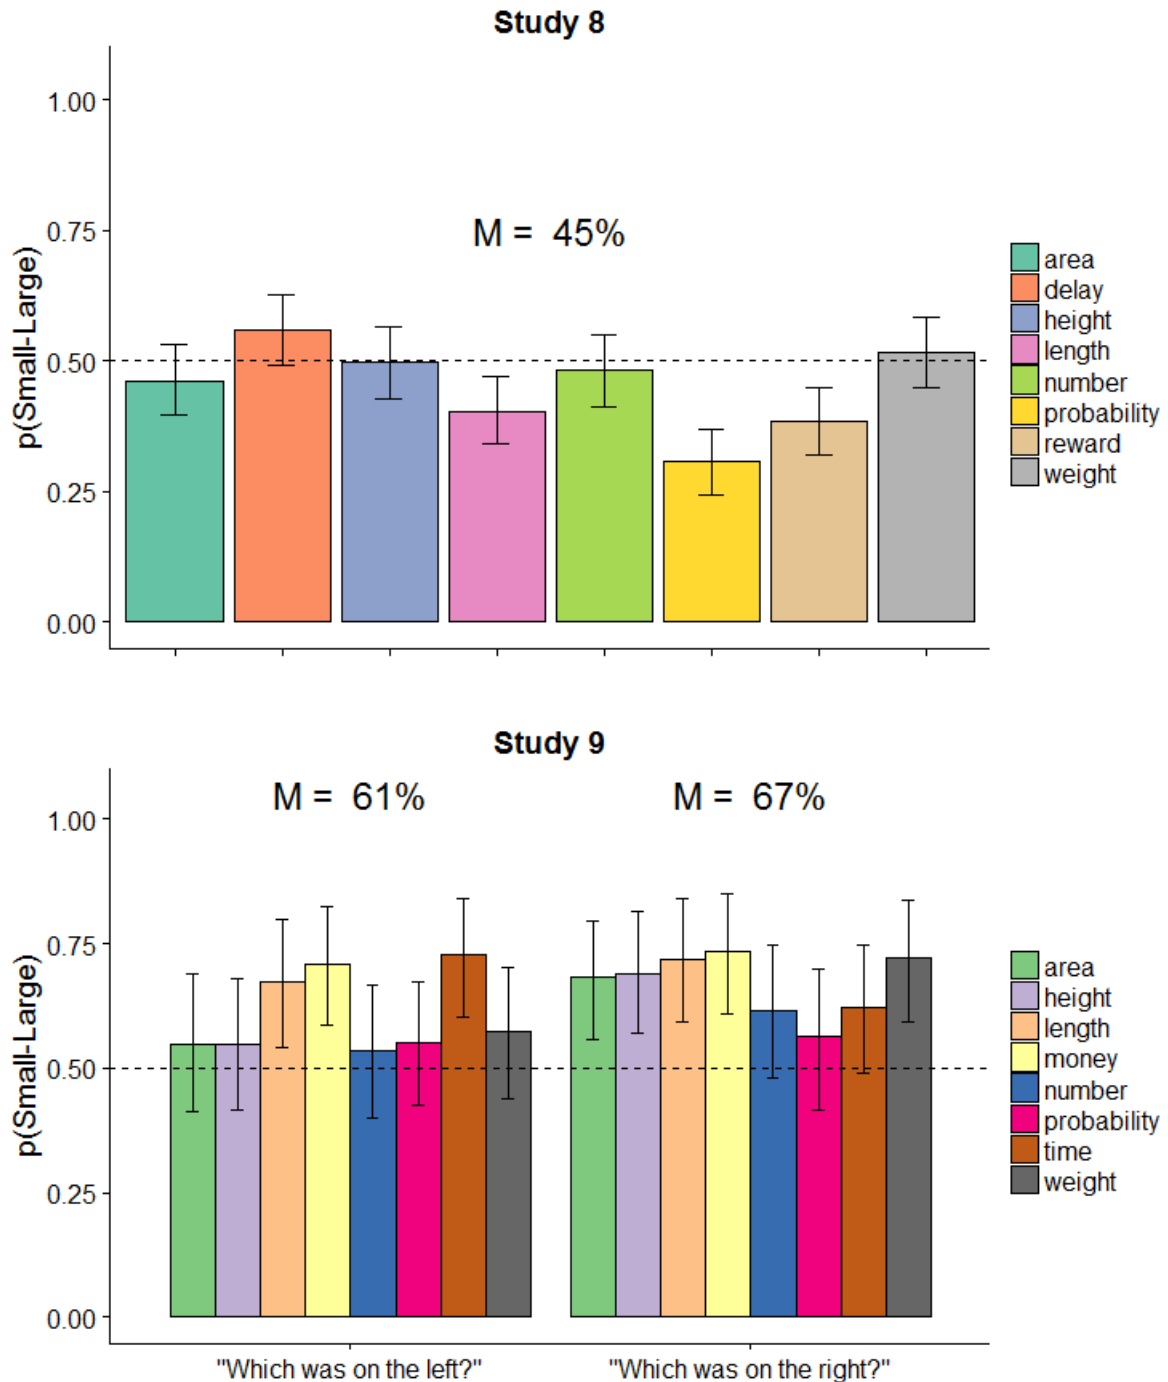 Study 8
p(Small-Large)
1.00
0.75
0.50
0.25
0.00
M = 45%
area
delay
height
length
number
probability
reward
weight
Study 9
p(Small-Large)
1.00
0.75
0.50
0.25
0.00
M = 61%
M = 67%
area
height
length
money
number
probability
time
weight
"Which was on the left?"
"Which was on the right?"